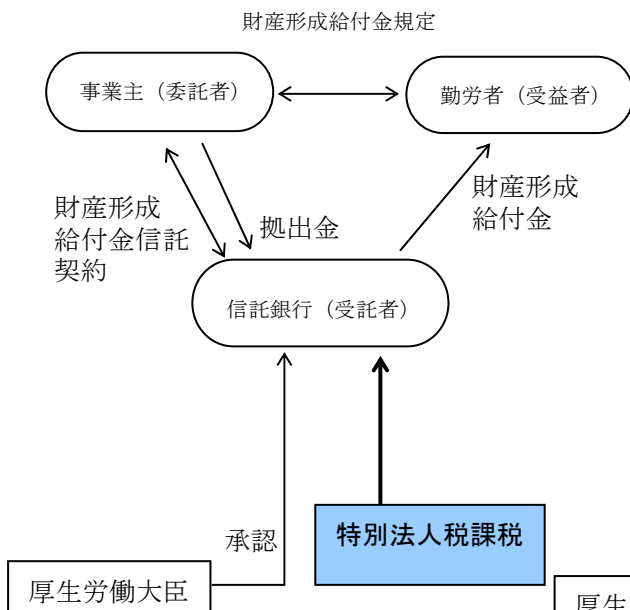 財産形成給付金規定
事業主（委託者）
勤労者（受益者）
財産形成
給付金信託
契約
拠出金
財産形成
給付金
信託銀行（受託者）
承認
特別法人税課税
厚生労働大臣
厚生